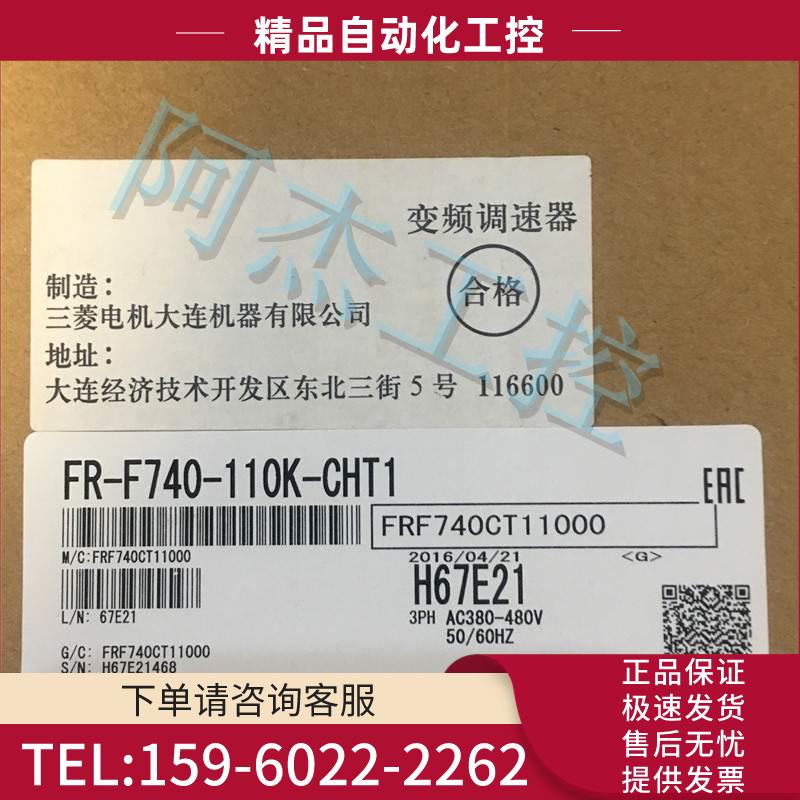 精品自动化工控
阿杰工控
变频调速器
合格
制造：
三菱电机大连机器有限公司
地址：
大连经济技术开发区东北三街 5 号 116600
FR-F740-110K-CHT1
EAC
FRF740CT11000
M/C:FRF740CT11000
2016/04/21 <G>
H67E21
L/N: 67E21
3PH AC380-480V
50/60HZ
G/C: FRF740CT11000
S/N: H67E21468
下单请咨询客服
TEL:159-6022-2262
正品保证
极速发货
售后无忧
提供发票